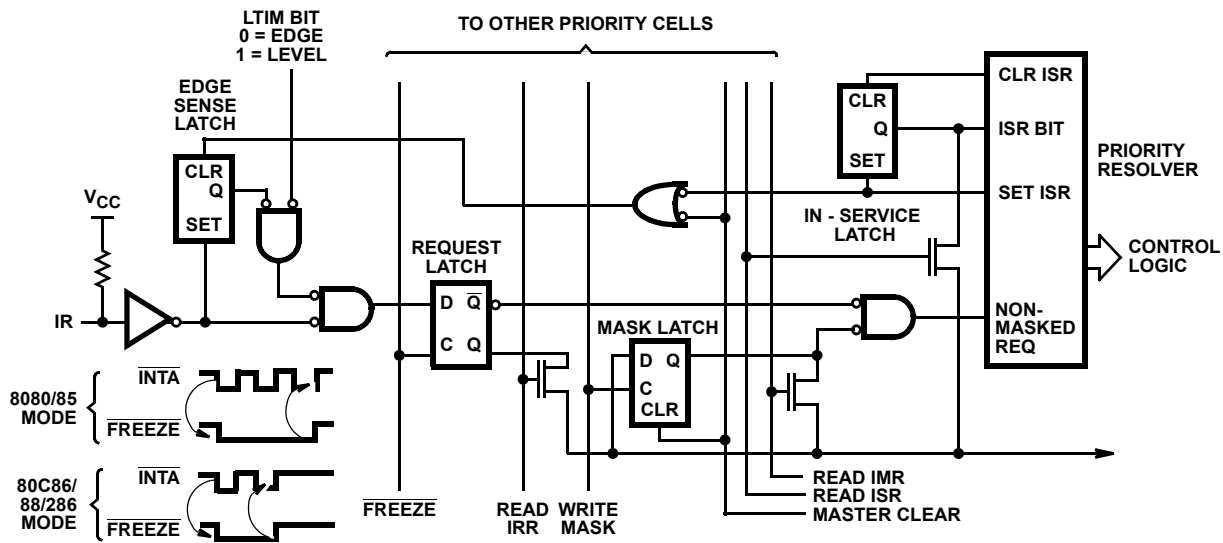 LTIM BIT
0 = EDGE
1 = LEVEL
TO OTHER PRIORITY CELLS
EDGE
SENSE
LATCH
CLR
Q
SET
VCC
IR
REQUEST
LATCH
D Q̅
C Q
MASK LATCH
D Q
C
CLR
CLR
Q
SET
IN - SERVICE
LATCH
CLR ISR
ISR BIT
SET ISR
NON-
MASKED
REQ
PRIORITY
RESOLVER
CONTROL
LOGIC
8080/85
MODE
INTA
FREEZE
80C86/
88/286
MODE
INTA
FREEZE
FREEZE
READ
IRR
WRITE
MASK
READ IMR
READ ISR
MASTER CLEAR